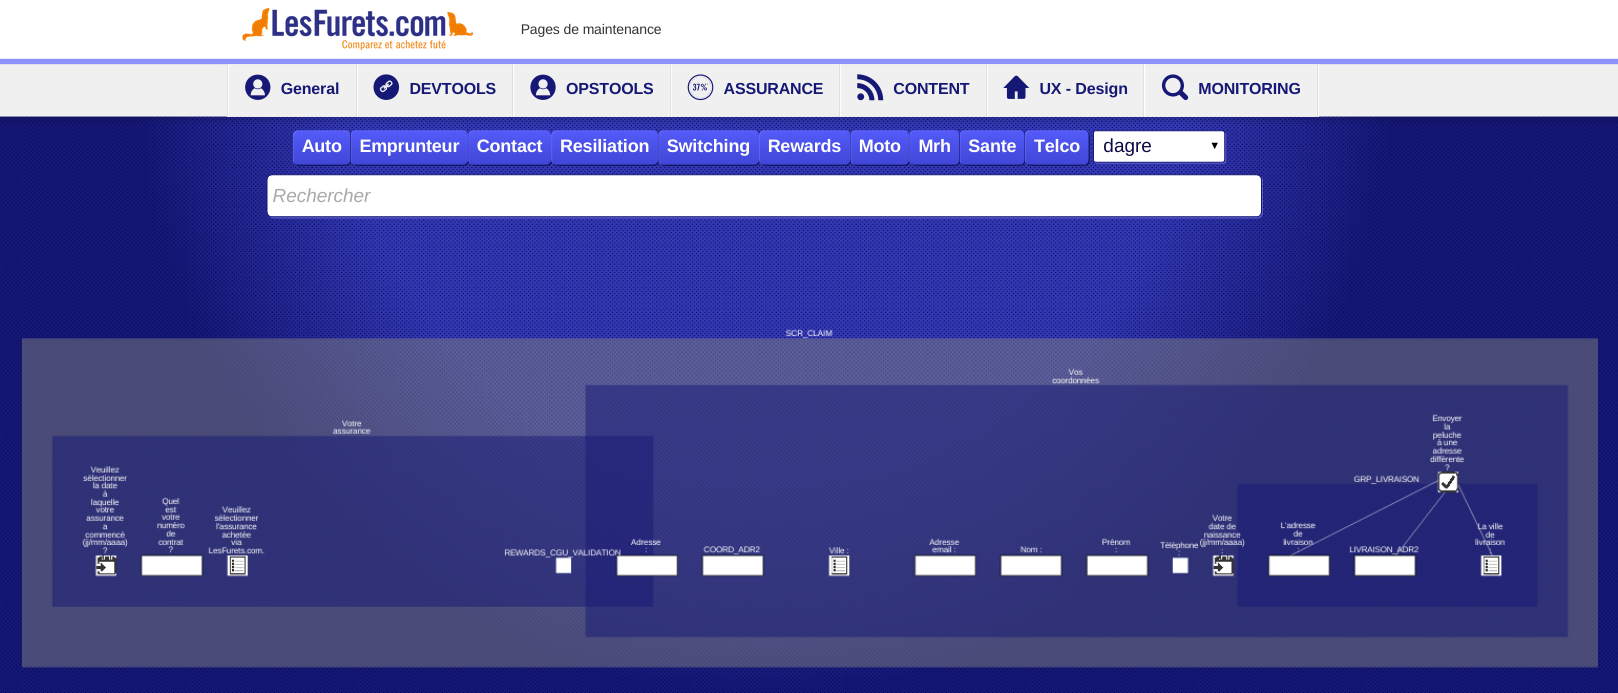 LesFurets.com
Comparez et achetez futé
Pages de maintenance
General
DEVTOOLS
OPSTOOLS
37%
ASSURANCE
CONTENT
UX - Design
MONITORING
Auto
Emprunteur
Contact
Resiliation
Switching
Rewards
Moto
Mrh
Sante
Telco
dagre
Rechercher
SCR_CLAIM
Vos
coordonnées
Votre
assurance
Veuillez
sélectionner
la date
à
laquelle
votre
assurance
a
commencé
(jj/mm/aaaa)
?
Quel
est
votre
numéro
de
contrat
?
Veuillez
sélectionner
l'assurance
achetée
via
LesFurets.com.
REWARDS_CGU_VALIDATION
Adresse
:
COORD_ADR2
Ville :
Adresse
email :
Nom :
Prénom
:
Téléphone
:
Votre
date de
naissance
(jj/mm/aaaa)
:
GRP_LIVRAISON
Envoyer
la
peluche
à une
adresse
différente
?
L'adresse
de
livraison
:
LIVRAISON_ADR2
La ville
de
livraison
: